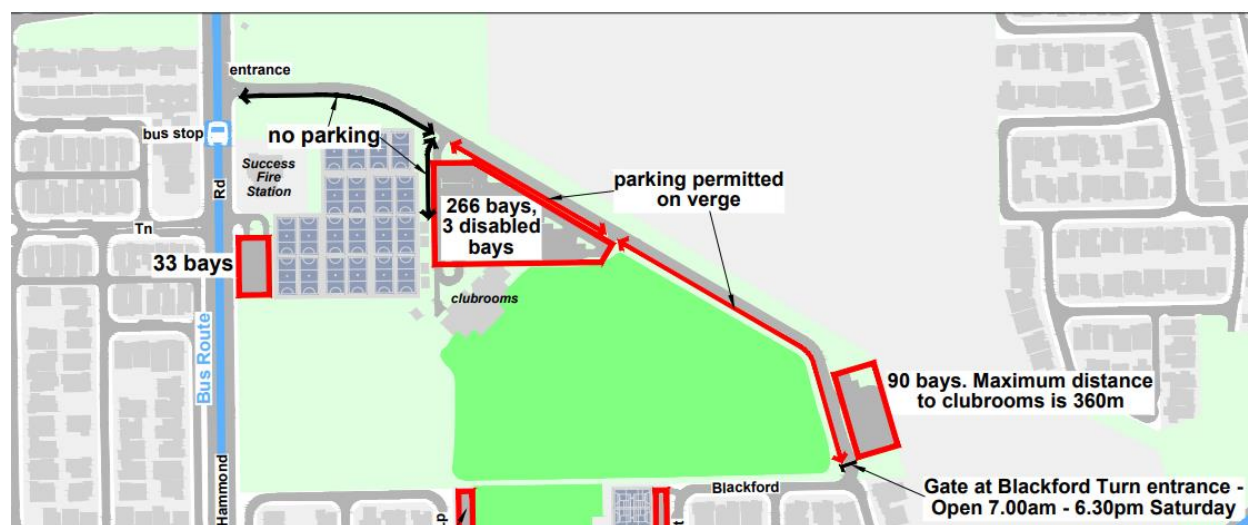 entrance
bus stop
no parking
Success
Fire
Station
Rd
Tn
33 bays
Bus Route
Hammond
266 bays,
3 disabled
bays
clubrooms
parking permitted
on verge
90 bays. Maximum distance
to clubrooms is 360m
Blackford
Gate at Blackford Turn entrance -
Open 7.00am - 6.30pm Saturday